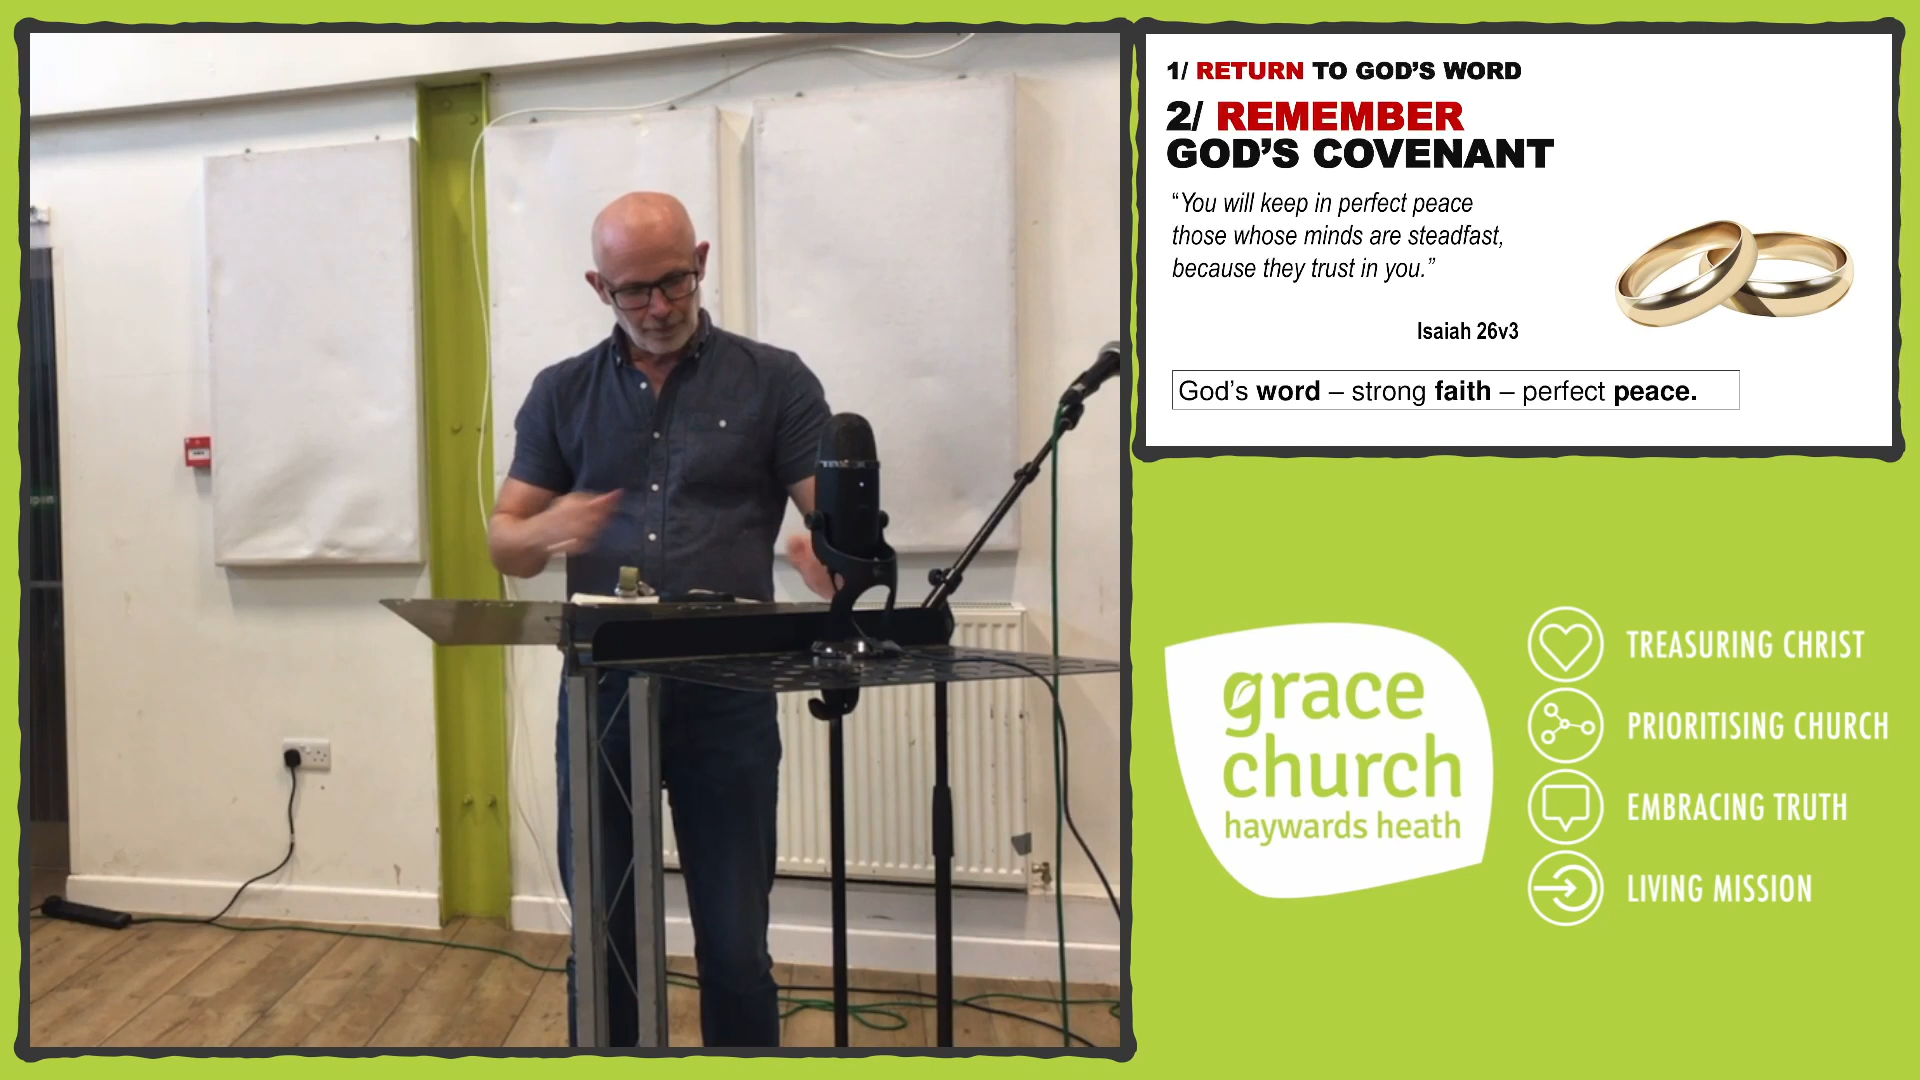 1/ RETURN TO GOD’S WORD
2/ REMEMBER
GOD’S COVENANT
“You will keep in perfect peace
those whose minds are steadfast,
because they trust in you.”
Isaiah 26v3
God’s word – strong faith – perfect peace.
grace
church
haywards heath
TREASURING CHRIST
PRIORITISING CHURCH
EMBRACING TRUTH
LIVING MISSION